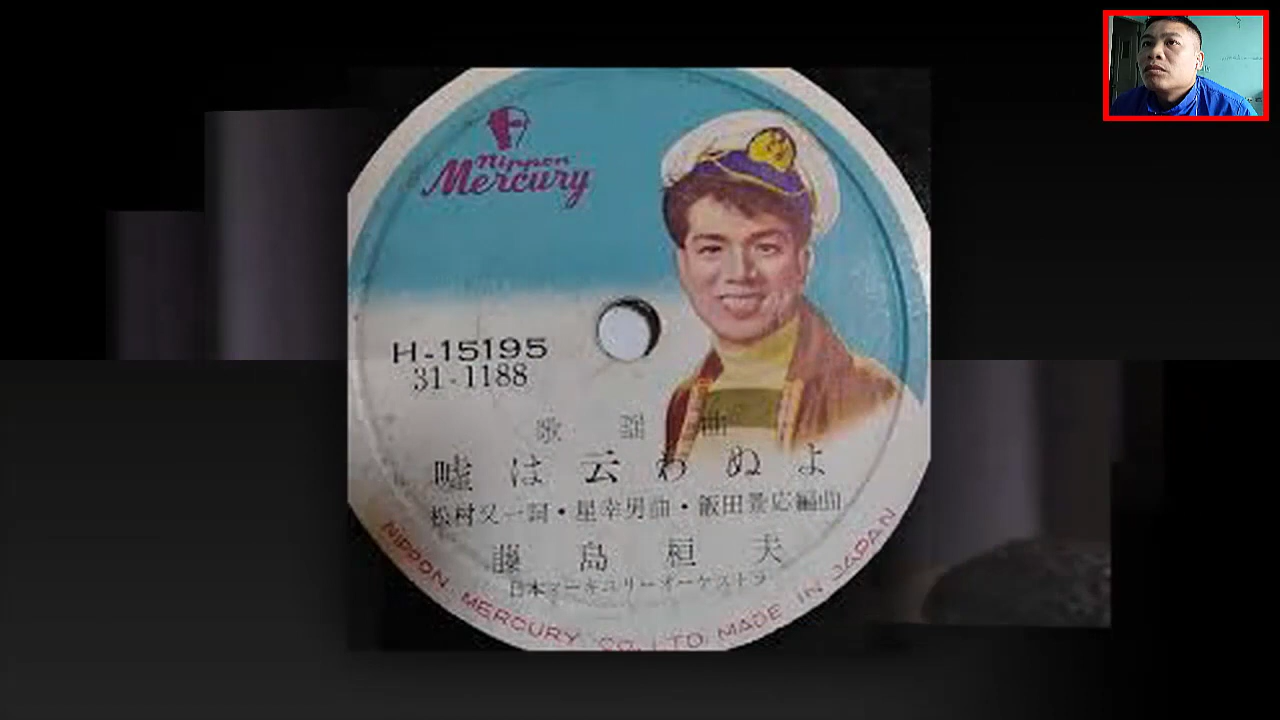 Nippon
Mercury
H-15195
31-1188
歌謡曲
嘘は云わぬよ
松村又一詞・星幸男曲・飯田景応編曲
藤島桓夫
日本マーキュリーオーケストラ
NIPPON. MERCURY CO., LTD. MADE IN JAPAN